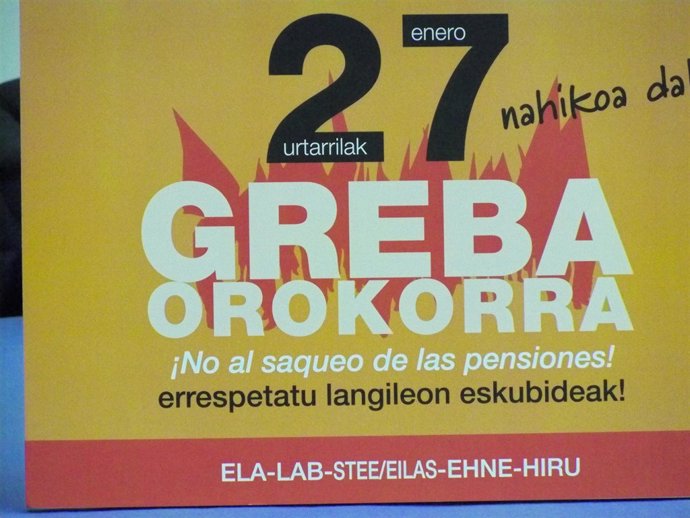 27
enero
urtarrilak
nahikoa da!
GREBA
OROKORRA
¡No al saqueo de las pensiones!
errespetatu langileon eskubideak!
ELA-LAB-STEE/EILAS-EHNE-HIRU